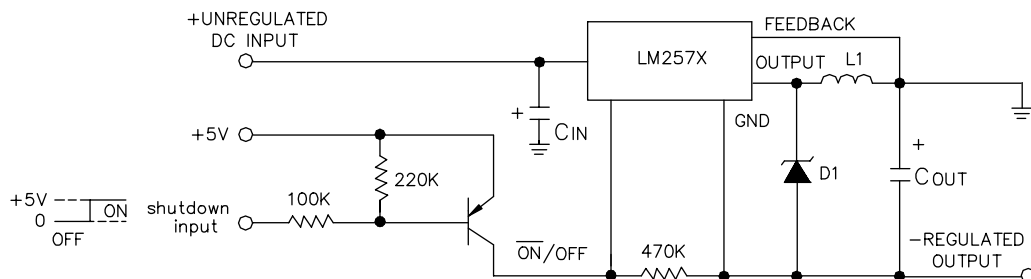 +UNREGULATED
DC INPUT
FEEDBACK
LM257X
OUTPUT
L1
+
CIN
GND
+5V
220K
D1
+
COUT
100K
+5V
ON
shutdown
input
0
OFF
ON/OFF
470K
-REGULATED
OUTPUT